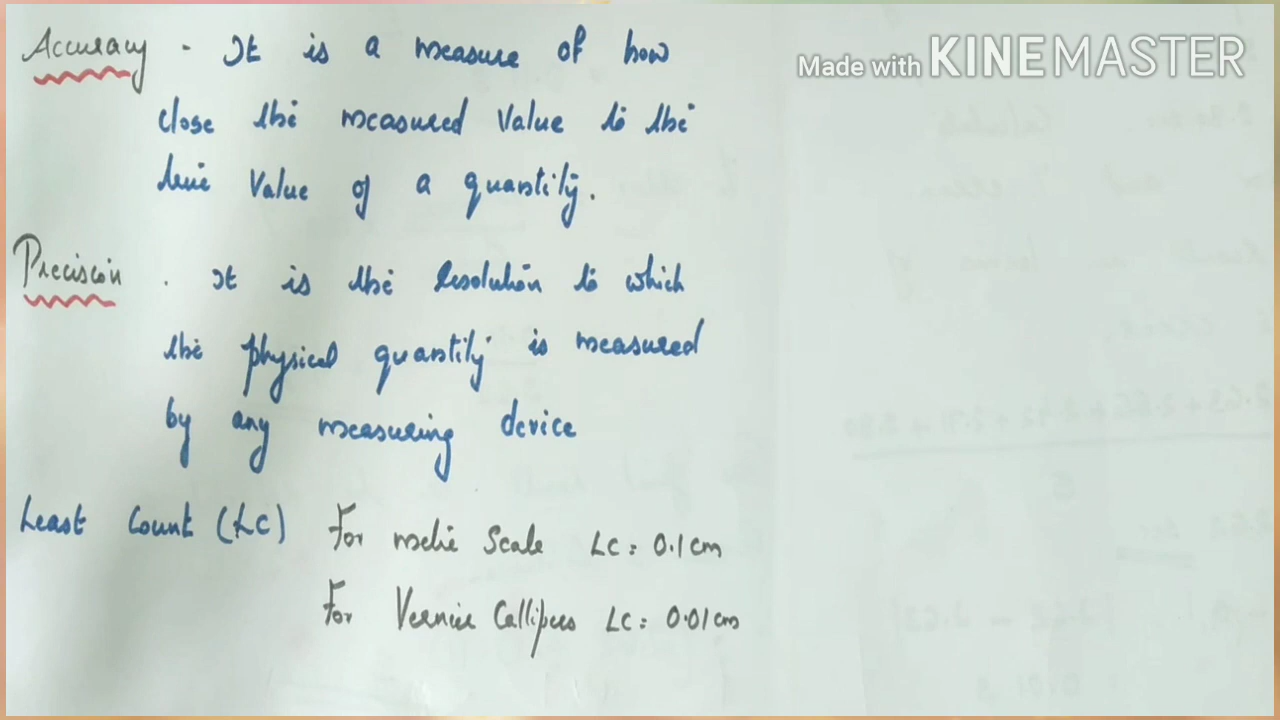 Accuracy - It is a measure of how
Made with KINEMASTER
close the measured value to the
true value of a quantity.
Precision . It is the resolution to which
the physical quantity is measured
by any measuring device
Least Count (LC) For metric Scale LC = 0.1cm
For Vernier Callipers LC = 0.01cm